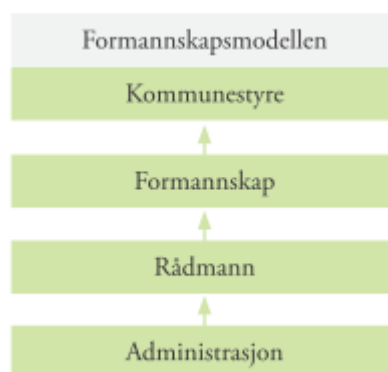 Formannskapsmodellen
Kommunestyre
Formannskap
Rådmann
Administrasjon